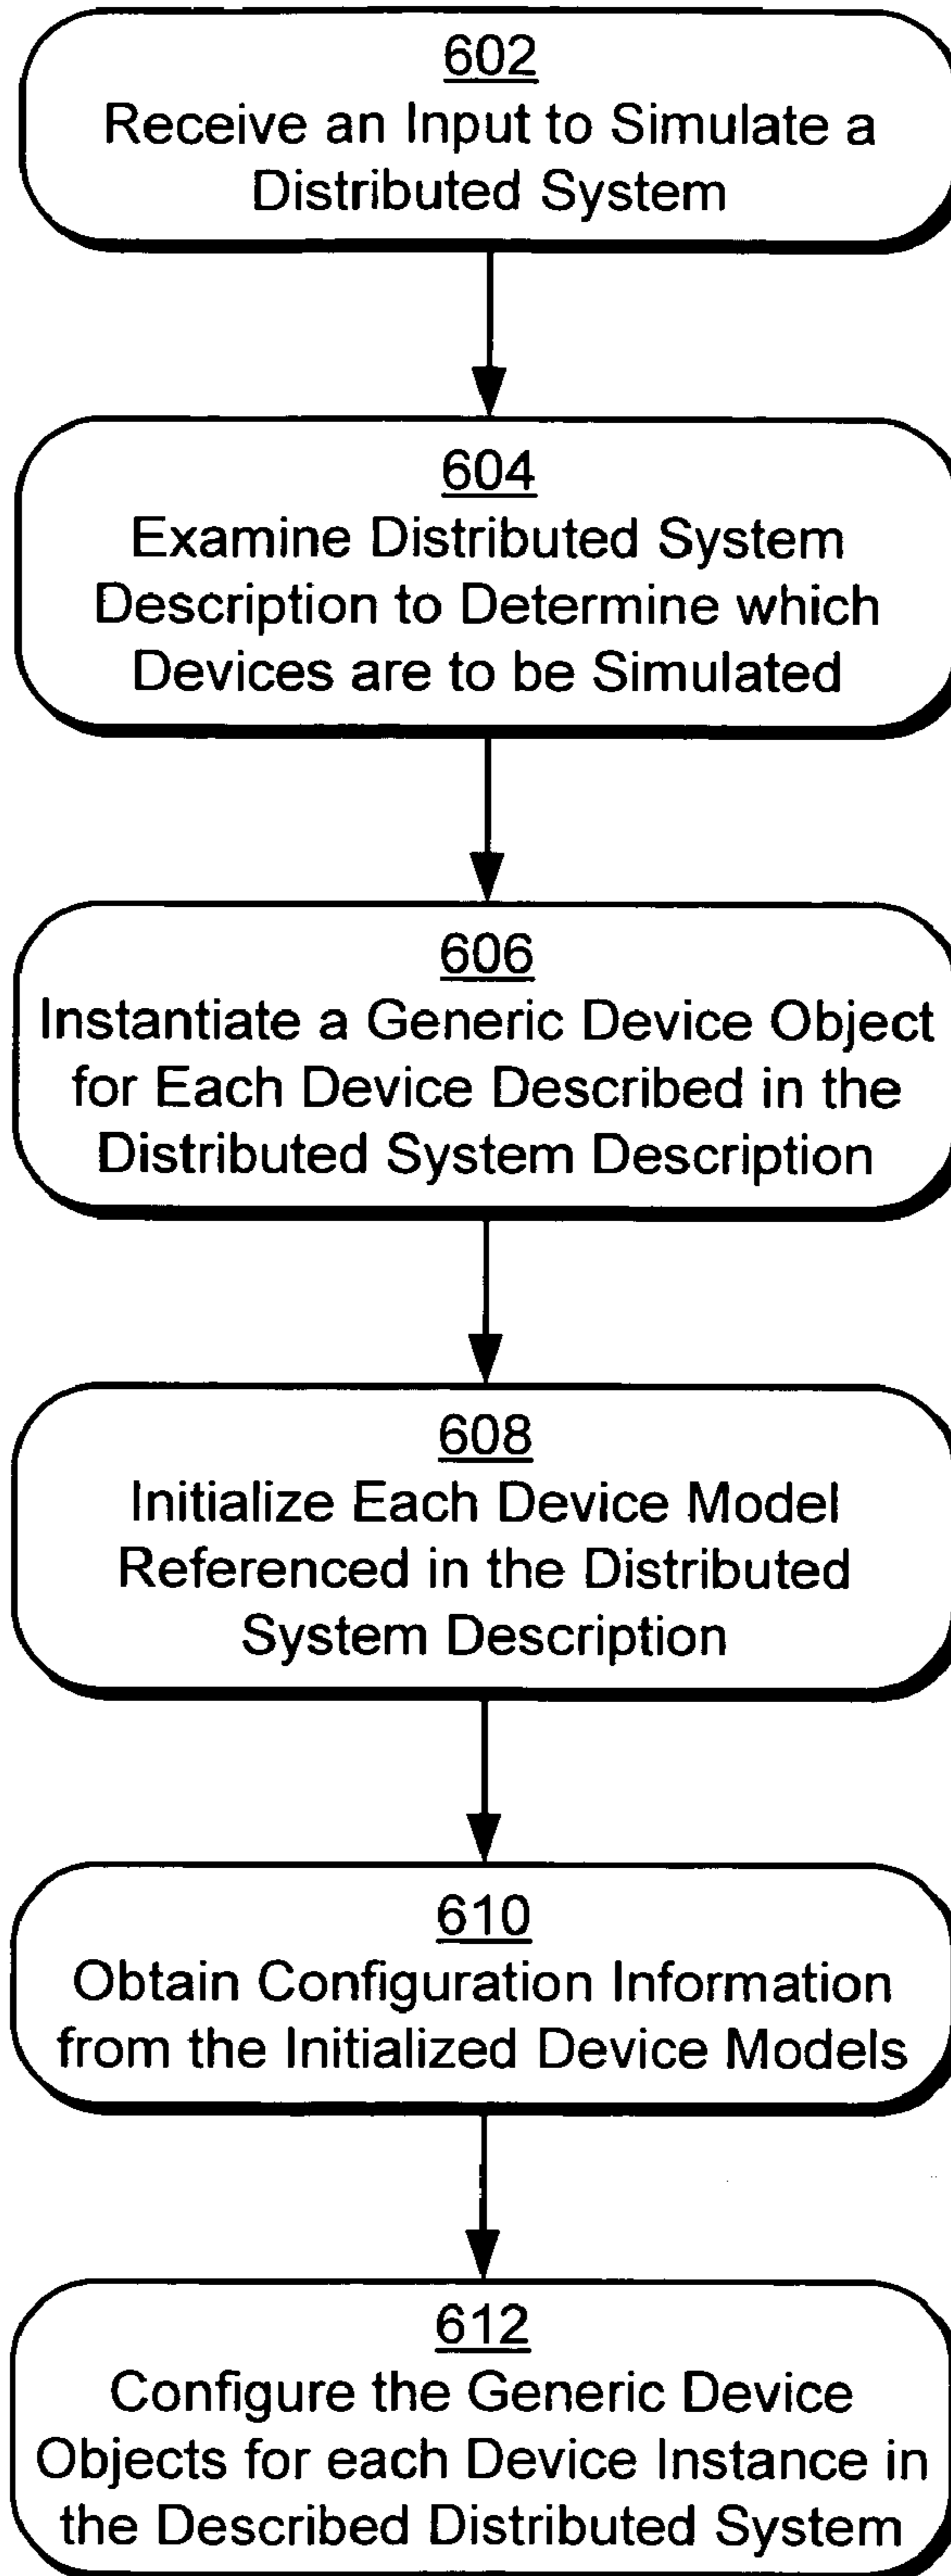 602
Receive an Input to Simulate a
Distributed System
604
Examine Distributed System
Description to Determine which
Devices are to be Simulated
606
Instantiate a Generic Device Object
for Each Device Described in the
Distributed System Description
608
Initialize Each Device Model
Referenced in the Distributed
System Description
610
Obtain Configuration Information
from the Initialized Device Models
612
Configure the Generic Device
Objects for each Device Instance in
the Described Distributed System